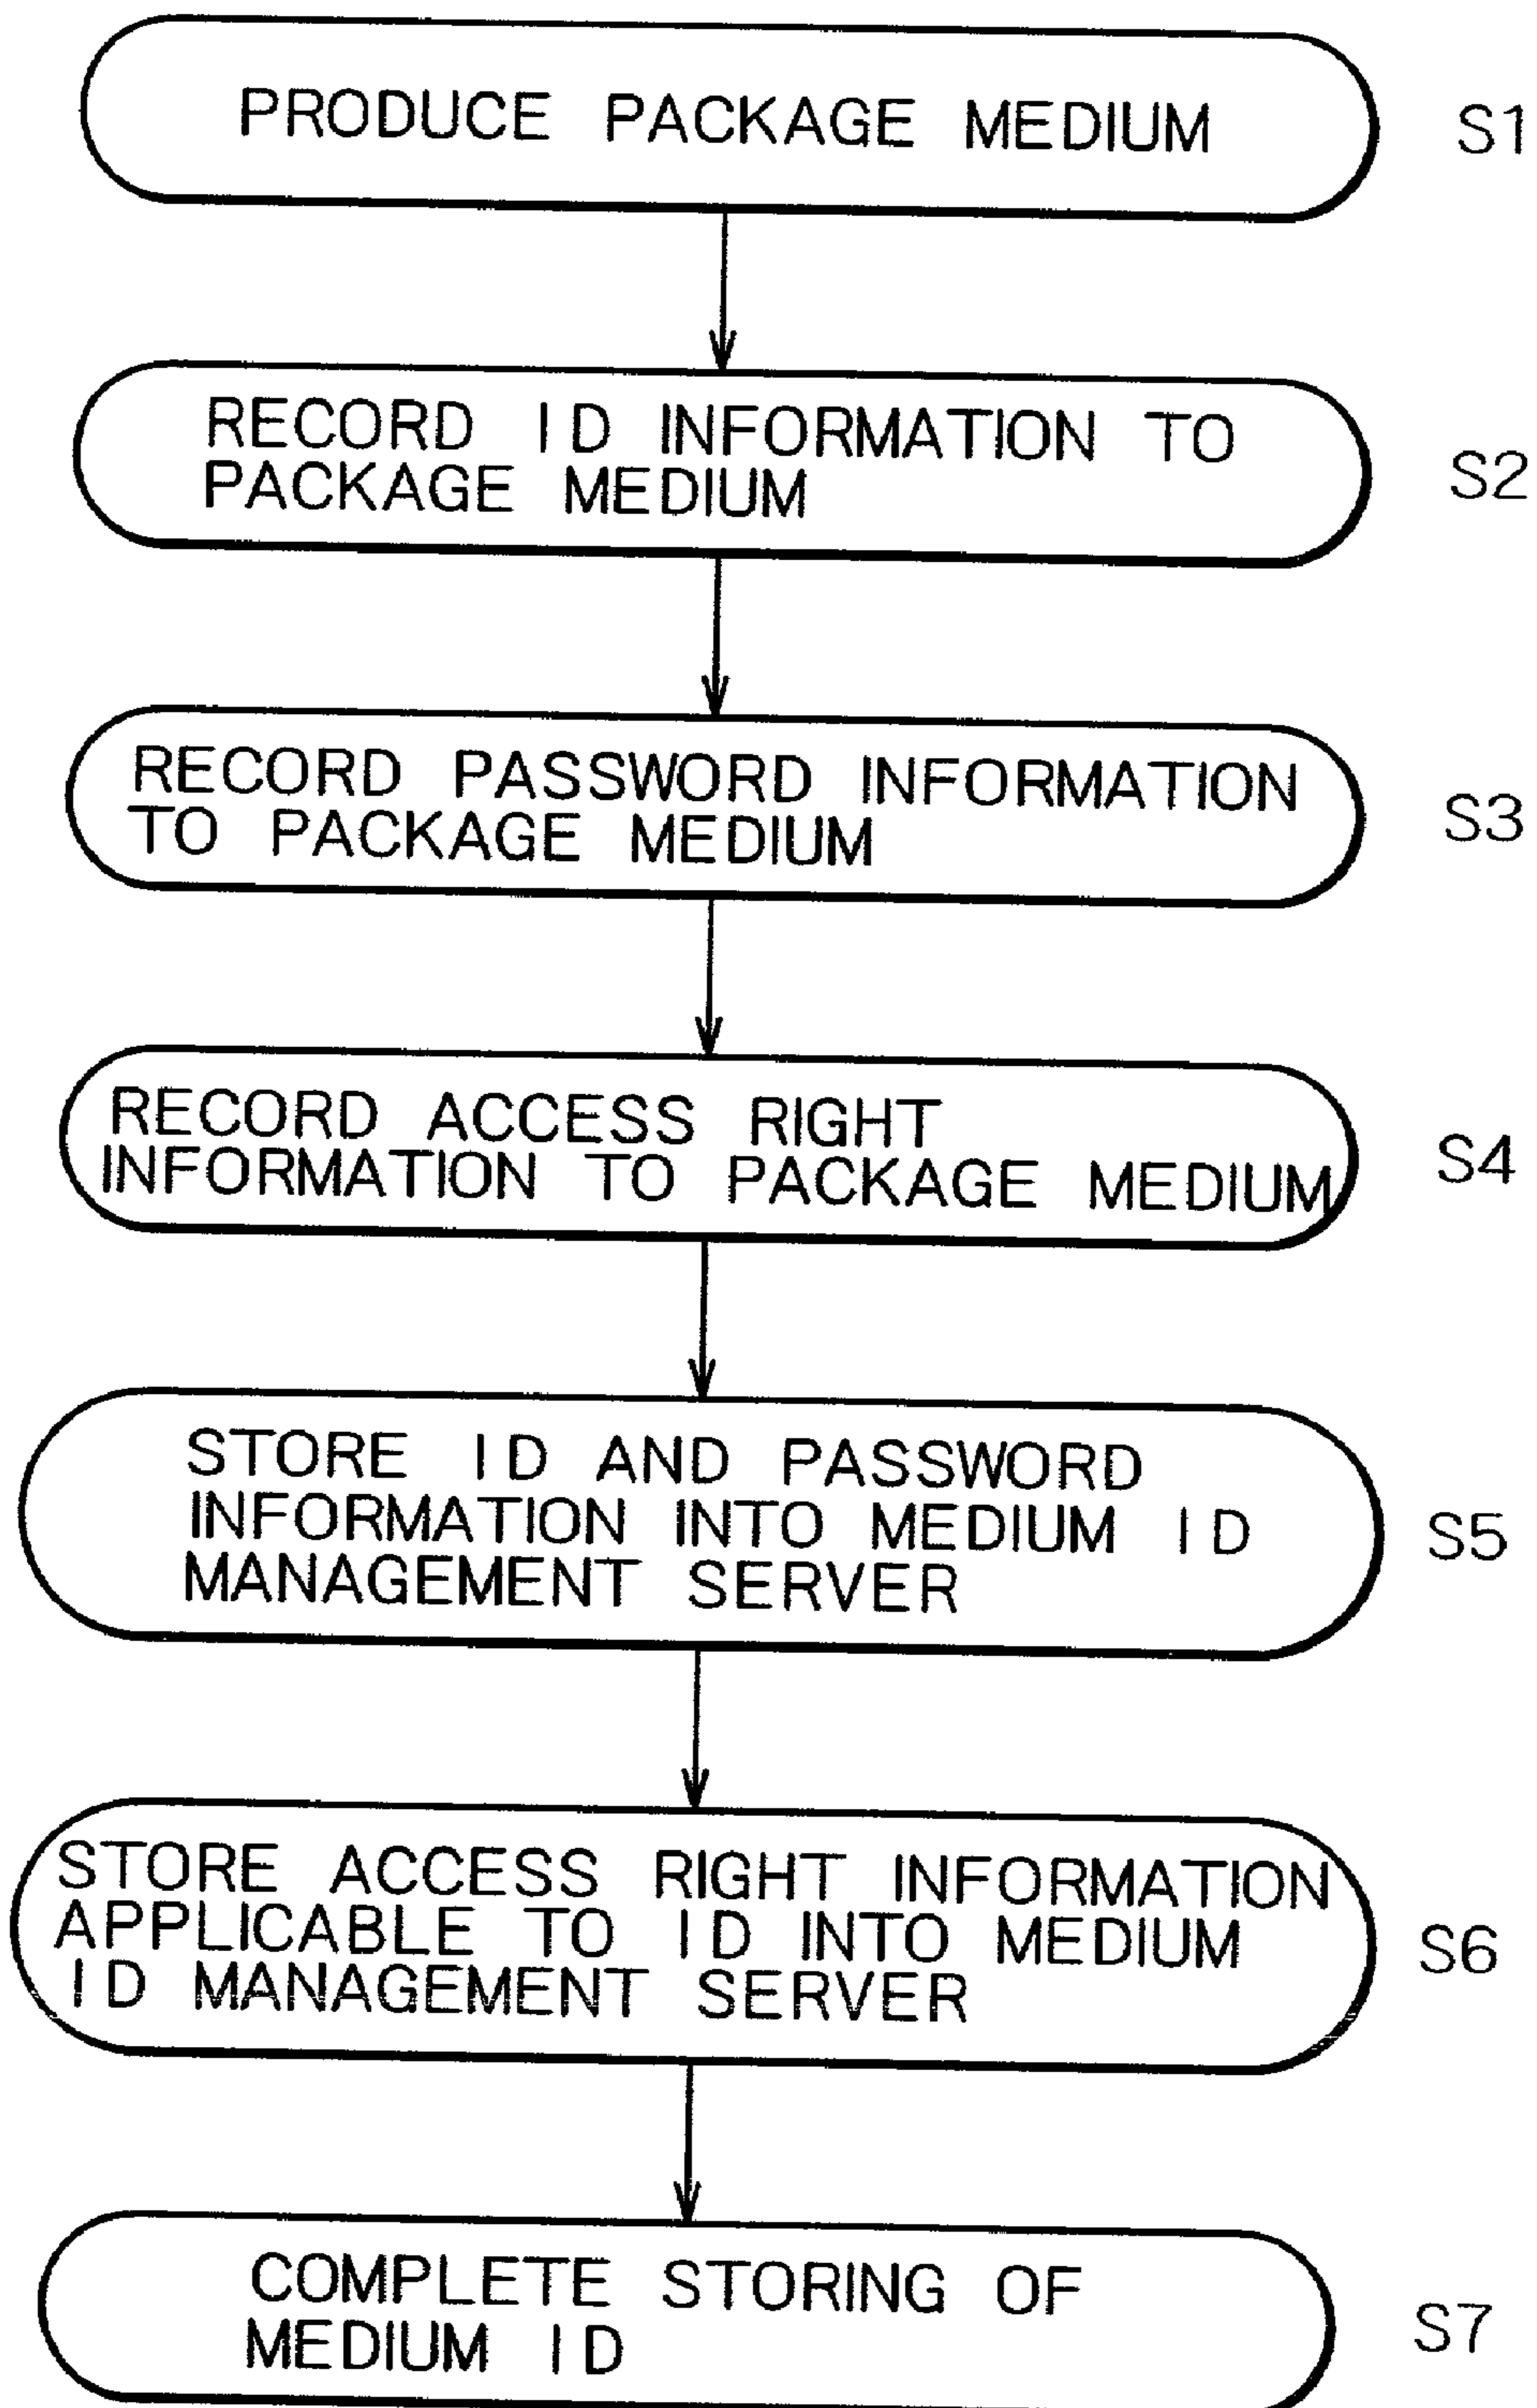 PRODUCE PACKAGE MEDIUM
S1
RECORD ID INFORMATION TO
PACKAGE MEDIUM
S2
RECORD PASSWORD INFORMATION
TO PACKAGE MEDIUM
S3
RECORD ACCESS RIGHT
INFORMATION TO PACKAGE MEDIUM
S4
STORE ID AND PASSWORD
INFORMATION INTO MEDIUM ID
MANAGEMENT SERVER
S5
STORE ACCESS RIGHT INFORMATION
APPLICABLE TO ID INTO MEDIUM
ID MANAGEMENT SERVER
S6
COMPLETE STORING OF
MEDIUM ID
S7